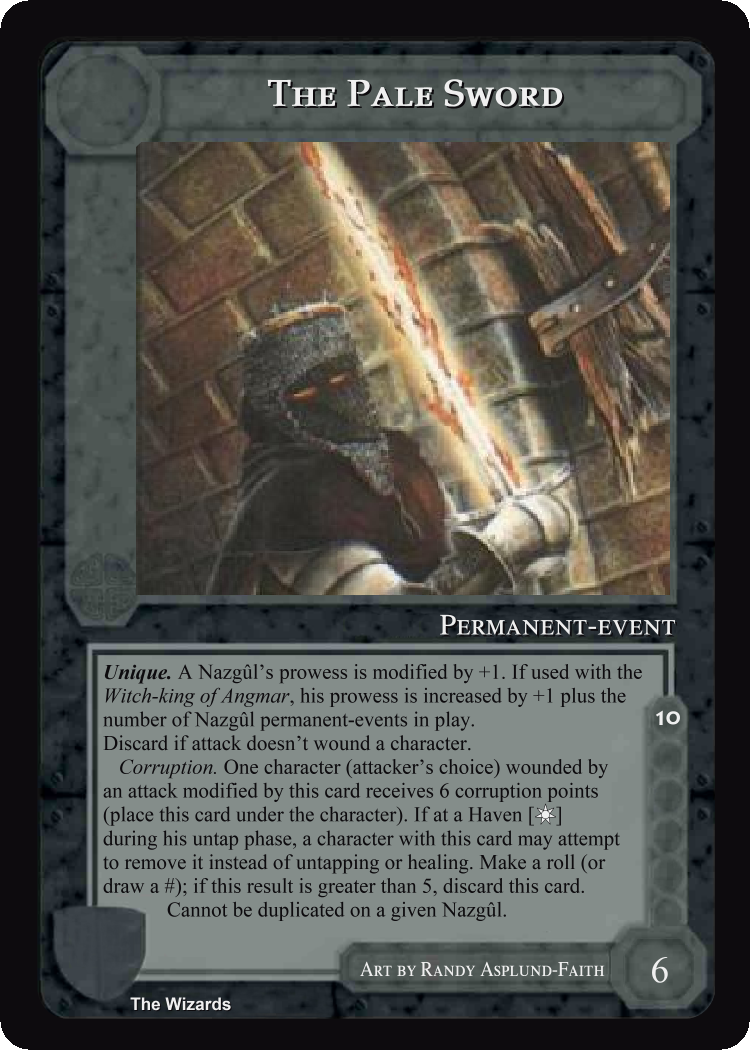 THE PALE SWORD
PERMANENT-EVENT
Unique. A Nazgûl's prowess is modified by +1. If used with the
Witch-king of Angmar, his prowess is increased by +1 plus the
number of Nazgûl permanent-events in play.
Discard if attack doesn't wound a character.
Corruption. One character (attacker's choice) wounded by
an attack modified by this card receives 6 corruption points
(place this card under the character). If at a Haven [☀]
during his untap phase, a character with this card may attempt
to remove it instead of untapping or healing. Make a roll (or
draw a #); if this result is greater than 5, discard this card.
Cannot be duplicated on a given Nazgûl.
10
ART BY RANDY ASPLUND-FAITH
6
The Wizards